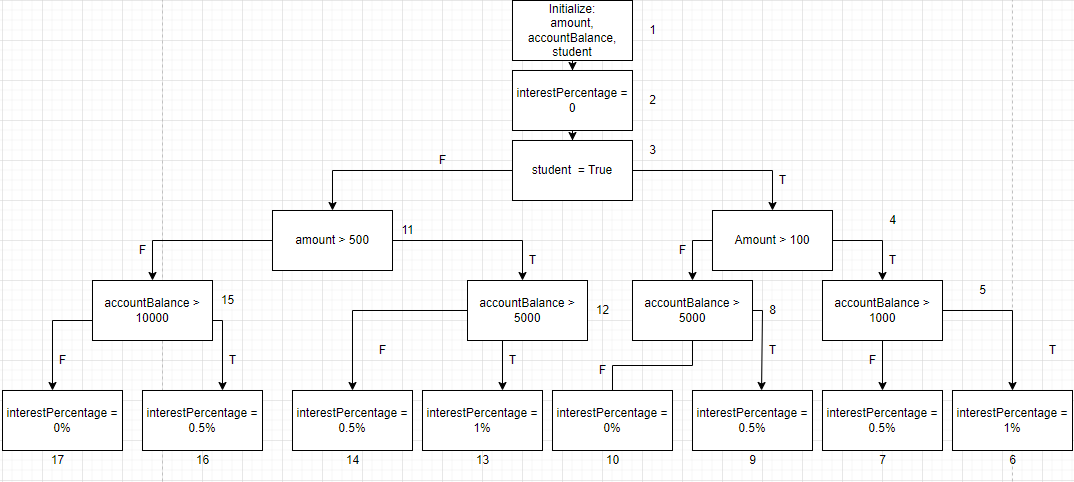 Initialize:
amount,
accountBalance,
student
1
interestPercentage =
0
2
student  = True
3
F
T
amount > 500
11
Amount > 100
4
F
T
F
T
accountBalance >
10000
15
accountBalance >
5000
12
accountBalance >
5000
8
accountBalance >
1000
5
F
T
F
T
F
T
F
T
interestPercentage =
0%
interestPercentage =
0.5%
interestPercentage =
0.5%
interestPercentage =
1%
interestPercentage =
0%
interestPercentage =
0.5%
interestPercentage =
0.5%
interestPercentage =
1%
17
16
14
13
10
9
7
6